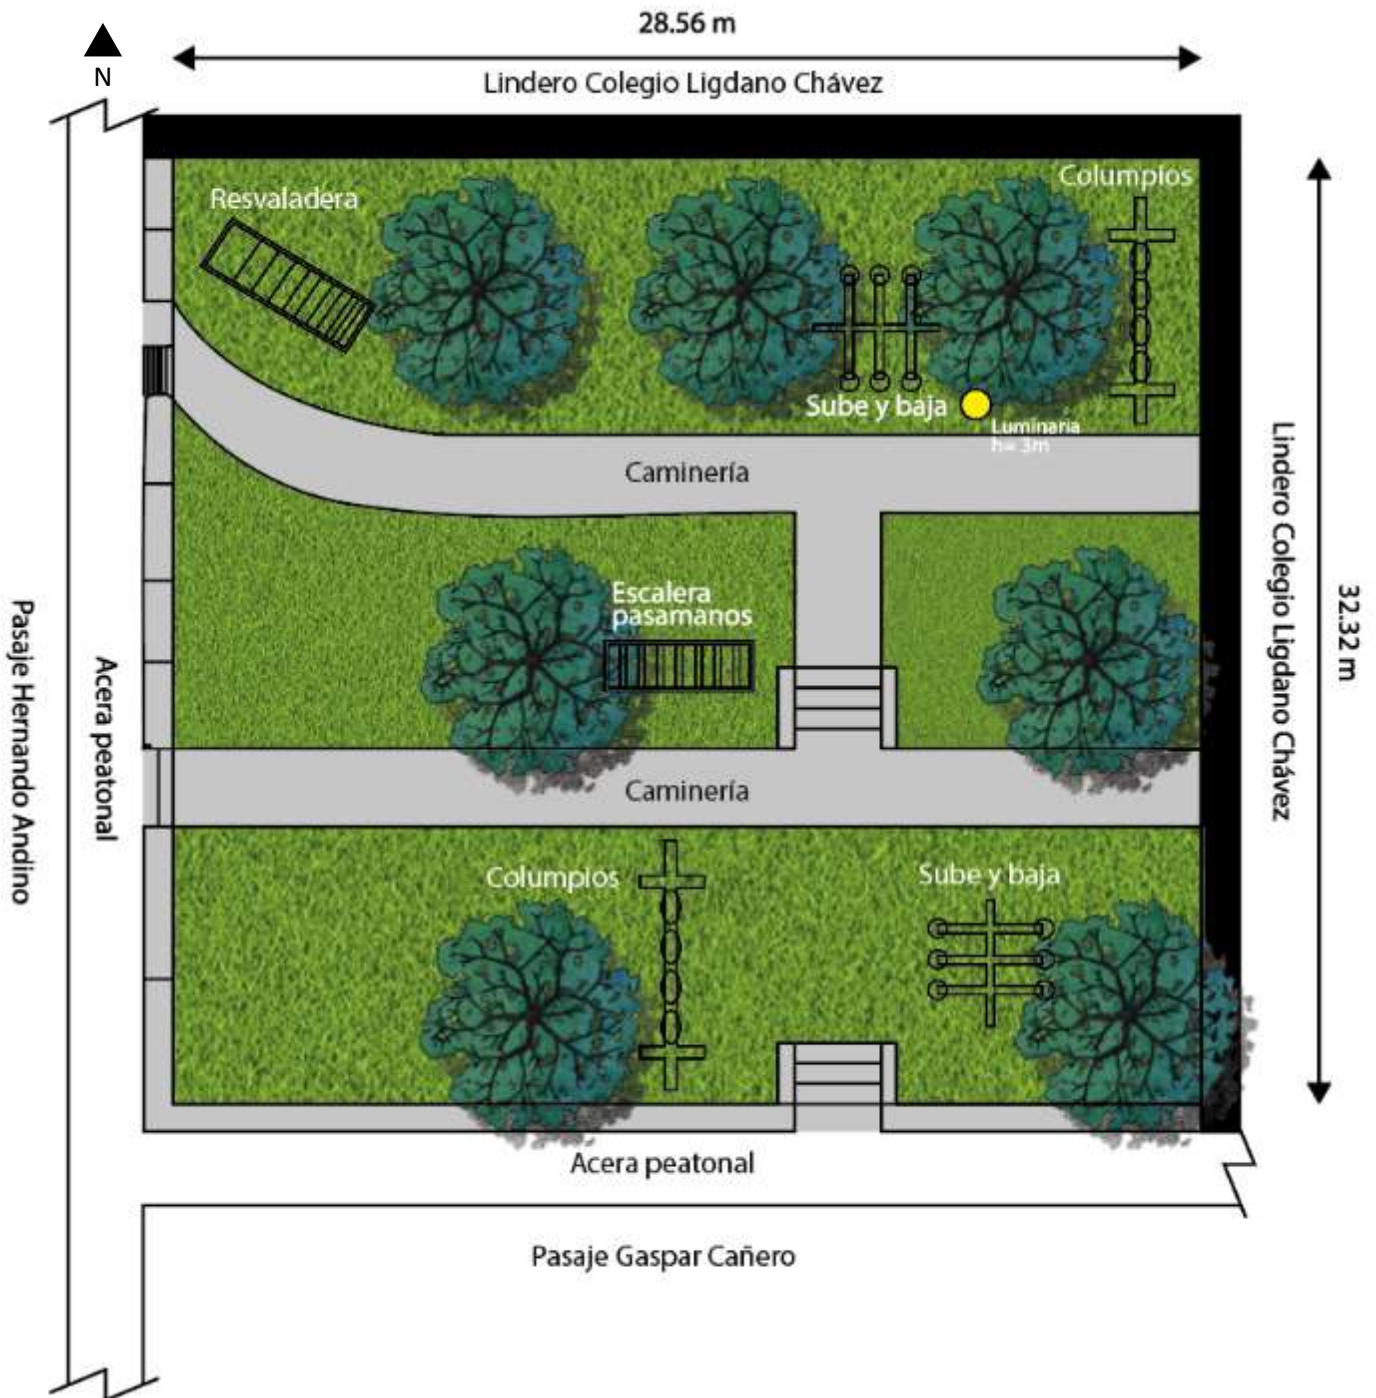 28.56 m
N
Lindero Colegio Ligdano Chávez
Columpios
Resvaladera
Sube y baja
Luminaria
h= 3m
Caminería
Lindero Colegio Ligdano Chávez
32.32 m
Escalera
pasamanos
Pasaje Hernando Andino
Acera peatonal
Caminería
Columpios
Sube y baja
Acera peatonal
Pasaje Gaspar Cañero